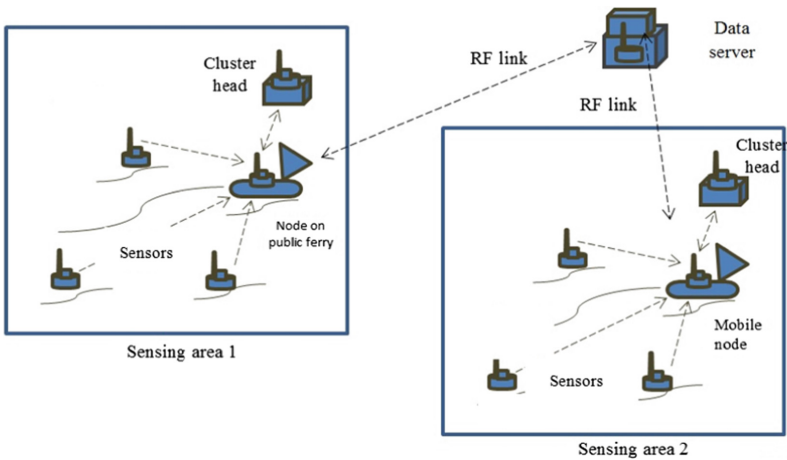 Data
server
RF link
RF link
Cluster
head
Node on
public ferry
Sensors
Sensing area 1
Cluster
head
Mobile
node
Sensors
Sensing area 2